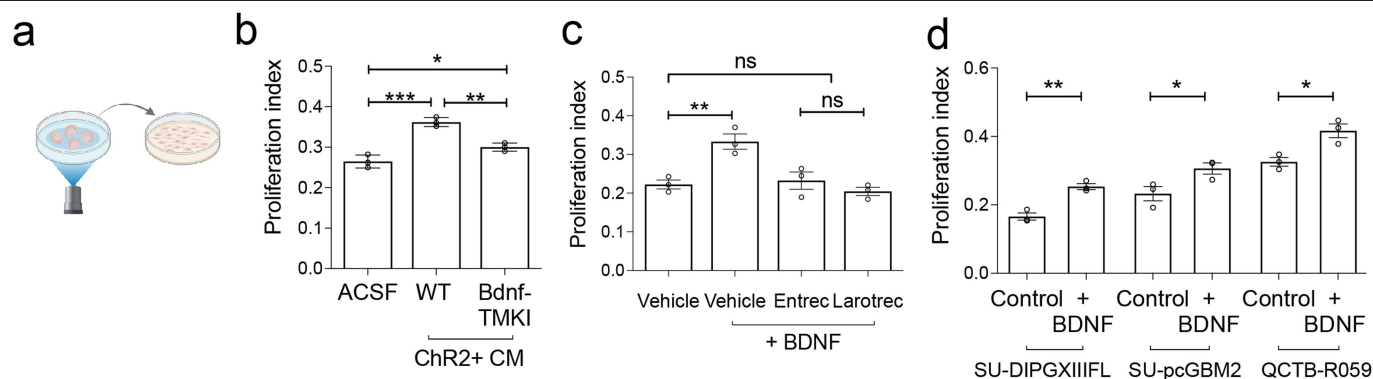 a
b
Proliferation index
0.5
0.4
0.3
0.2
0.1
0.0
*
*** **
ACSF WT Bdnf-
TMKI
ChR2+ CM
c
Proliferation index
0.5
0.4
0.3
0.2
0.1
0.0
ns
** ns
Vehicle Vehicle Entrec Larotrec
+ BDNF
d
Proliferation index
0.6
0.4
0.2
0.0
** * *
Control + Control + Control +
BDNF BDNF BDNF
SU-DIPGXIIIFL SU-pcGBM2 QCTB-R059